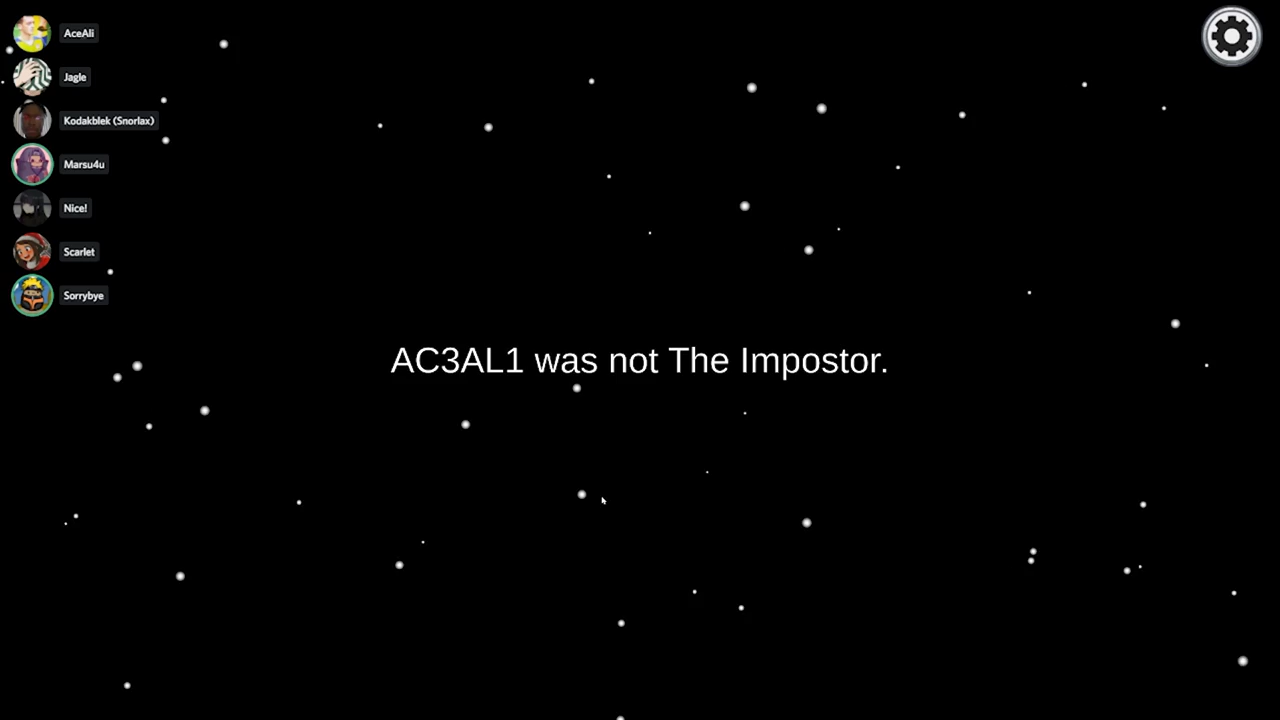 AceAli
Jagle
Kodakblek (Snorlax)
Marsu4u
Nice!
Scarlet
Sorrybye
AC3AL1 was not The Impostor.